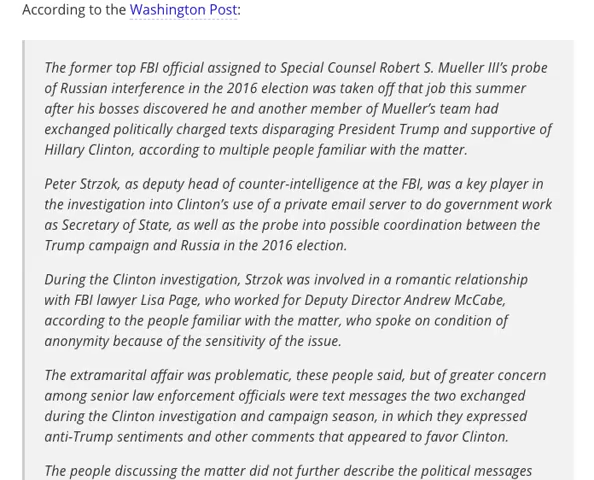 According to the Washington Post:
The former top FBI official assigned to Special Counsel Robert S. Mueller III’s probe
of Russian interference in the 2016 election was taken off that job this summer
after his bosses discovered he and another member of Mueller’s team had
exchanged politically charged texts disparaging President Trump and supportive of
Hillary Clinton, according to multiple people familiar with the matter.
Peter Strzok, as deputy head of counter-intelligence at the FBI, was a key player in
the investigation into Clinton’s use of a private email server to do government work
as Secretary of State, as well as the probe into possible coordination between the
Trump campaign and Russia in the 2016 election.
During the Clinton investigation, Strzok was involved in a romantic relationship
with FBI lawyer Lisa Page, who worked for Deputy Director Andrew McCabe,
according to the people familiar with the matter, who spoke on condition of
anonymity because of the sensitivity of the issue.
The extramarital affair was problematic, these people said, but of greater concern
among senior law enforcement officials were text messages the two exchanged
during the Clinton investigation and campaign season, in which they expressed
anti-Trump sentiments and other comments that appeared to favor Clinton.
The people discussing the matter did not further describe the political messages